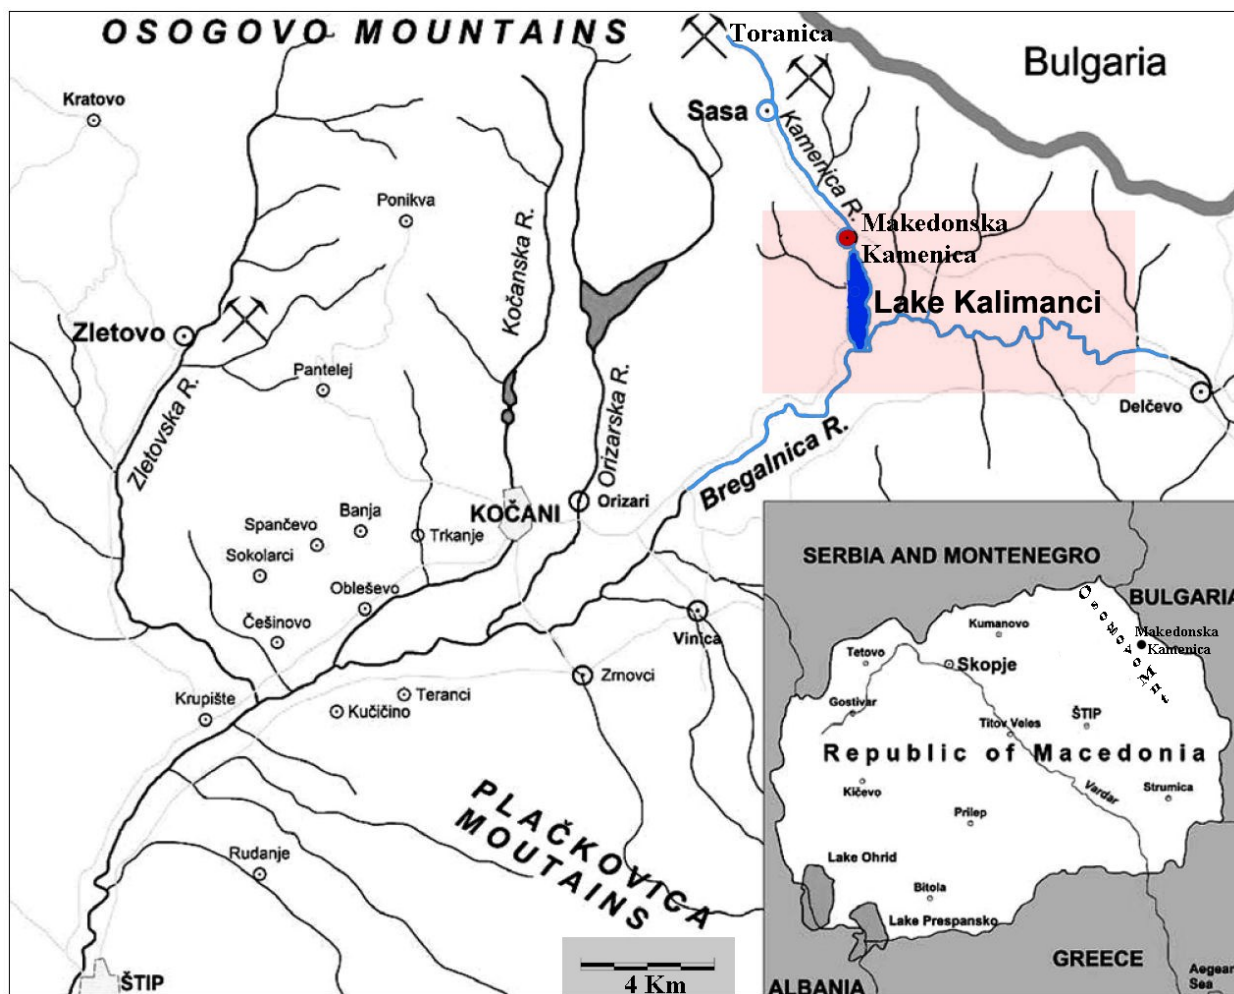 OSOGOVO MOUNTAINS
Toranica
Bulgaria
Kratovo
Sasa
Kamenica R.
Ponikva
Kočanska R.
Makedonska
Kamenica
Lake Kalimanci
Zletovo
Pantelej
Zletovska R.
Orizarska R.
Delčevo
Bregalnica R.
KOČANI
Orizari
Banja
Spančevo
Trkanje
Sokolarci
Obleševo
Češinovo
Vinica
Zrnovci
Krupište
Teranci
Kučičino
PLAČKOVICA
MOUTAINS
Rudanje
ŠTIP
4 Km
SERBIA AND MONTENEGRO
BULGARIA
Osogovo Mnt
Kumanovo
Makedonska
Kamenica
Tetovo
Skopje
Gostivar
Titov Veles
ŠTIP
Republic of Macedonia
Kičevo
Vardar
Strumica
Prilep
Lake Ohrid
Bitola
Lake Prespansko
GREECE
Aegean
Sea
ALBANIA